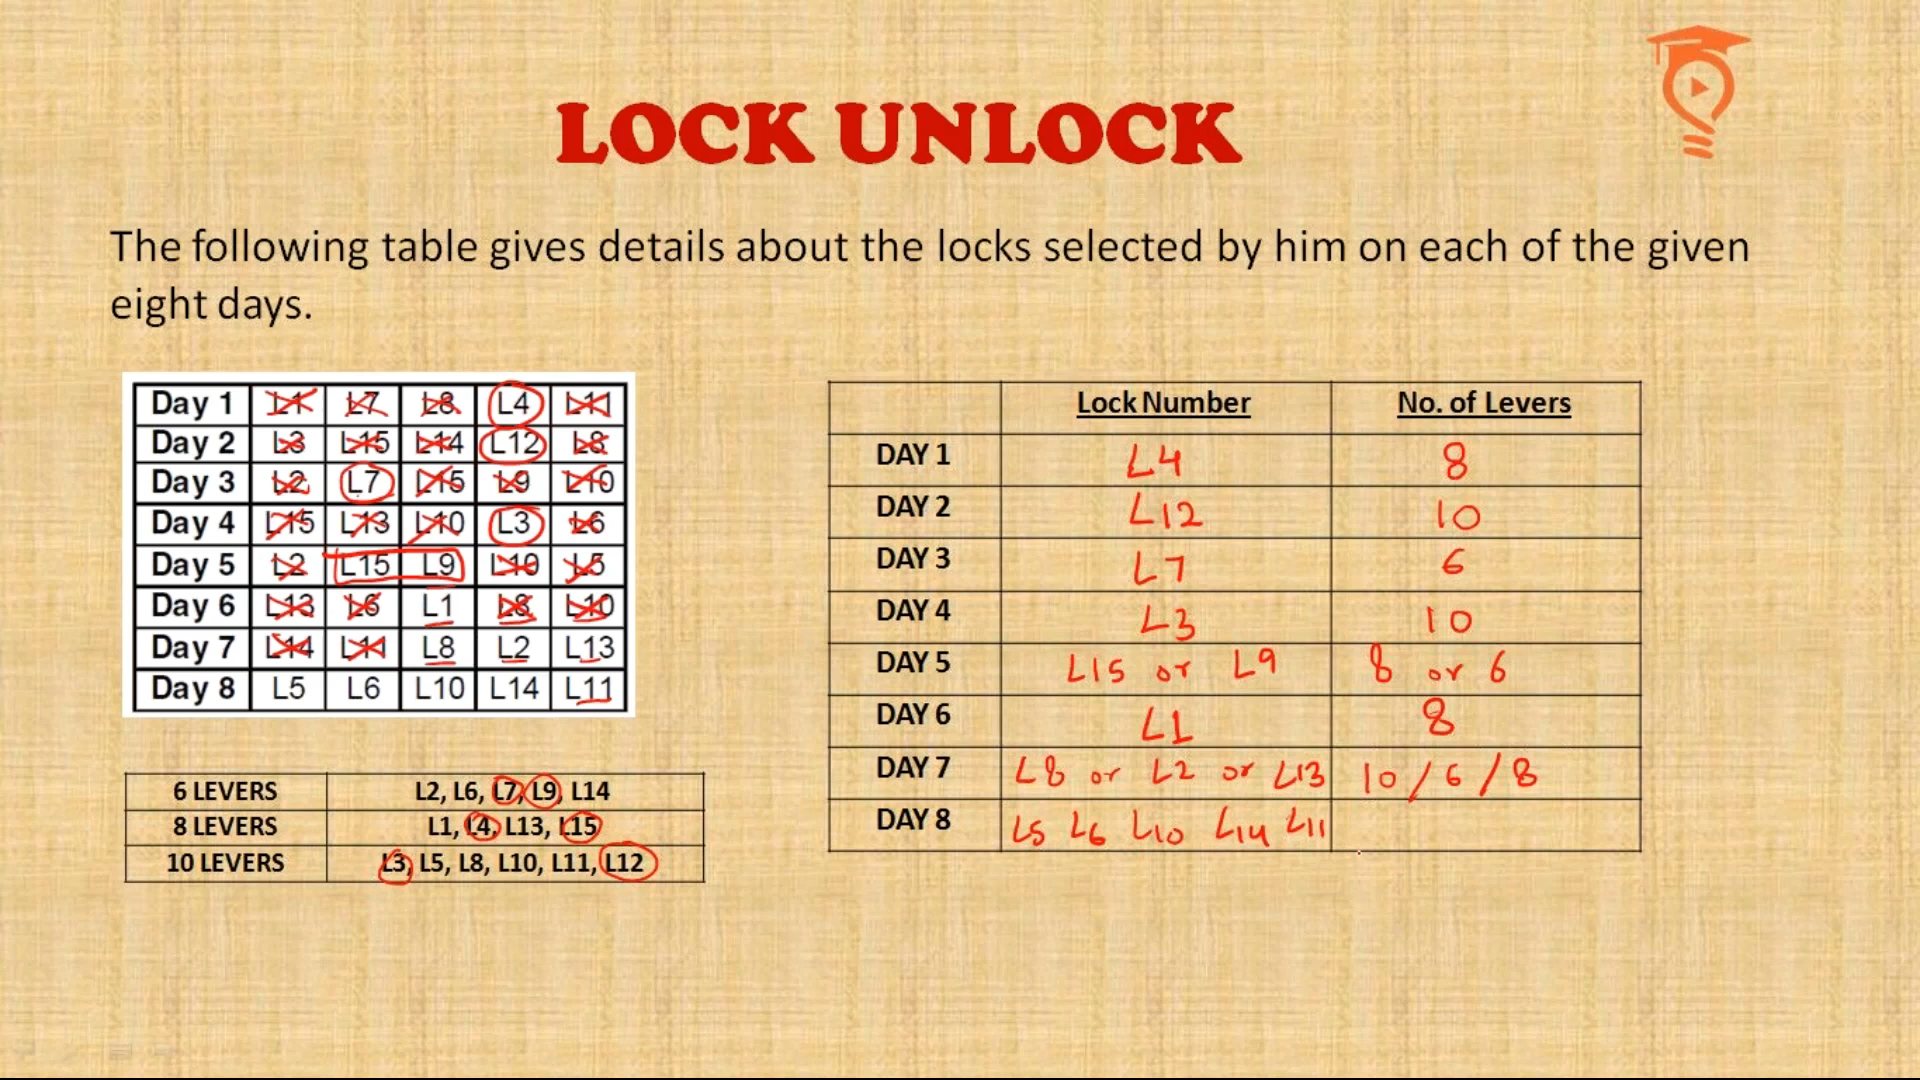 LOCK UNLOCK
The following table gives details about the locks selected by him on each of the given
eight days.
Day 1 L1 L7 L8 L4 L11
Day 2 L3 L15 L14 L12 L8
Day 3 L2 L7 L15 L9 L10
Day 4 L15 L13 L10 L3 L6
Day 5 L2 L15 L9 L10 L5
Day 6 L13 L6 L1 L8 L10
Day 7 L14 L11 L8 L2 L13
Day 8 L5 L6 L10 L14 L11
6 LEVERS L2, L6, L7, L9, L14
8 LEVERS L1, L4, L13, L15
10 LEVERS L3, L5, L8, L10, L11, L12
Lock Number No. of Levers
DAY 1 L4 8
DAY 2 L12 10
DAY 3 L7 6
DAY 4 L3 10
DAY 5 L15 or L9 8 or 6
DAY 6 L1 8
DAY 7 L8 or L2 or L13 10 / 6 / 8
DAY 8 L5 L6 L10 L14 L11